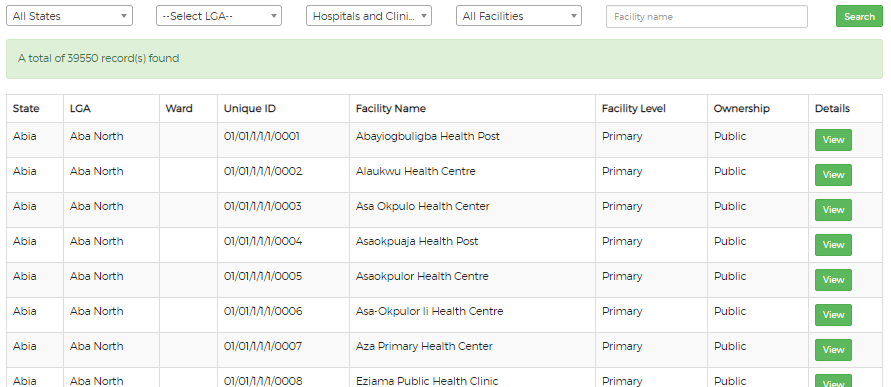 All States --Select LGA-- Hospitals and Clini... All Facilities Facility name Search
A total of 39550 record(s) found
State LGA Ward Unique ID Facility Name Facility Level Ownership Details
Abia Aba North 01/01/1/1/1/0001 Abayiogbuligba Health Post Primary Public View
Abia Aba North 01/01/1/1/1/0002 Alaukwu Health Centre Primary Public View
Abia Aba North 01/01/1/1/1/0003 Asa Okpulo Health Center Primary Public View
Abia Aba North 01/01/1/1/1/0004 Asaokpuaja Health Post Primary Public View
Abia Aba North 01/01/1/1/1/0005 Asaokpulor Health Centre Primary Public View
Abia Aba North 01/01/1/1/1/0006 Asa-Okpulor Ii Health Centre Primary Public View
Abia Aba North 01/01/1/1/1/0007 Aza Primary Health Center Primary Public View
Abia Aba North 01/01/1/1/1/0008 Eziama Public Health Clinic Primary Public View